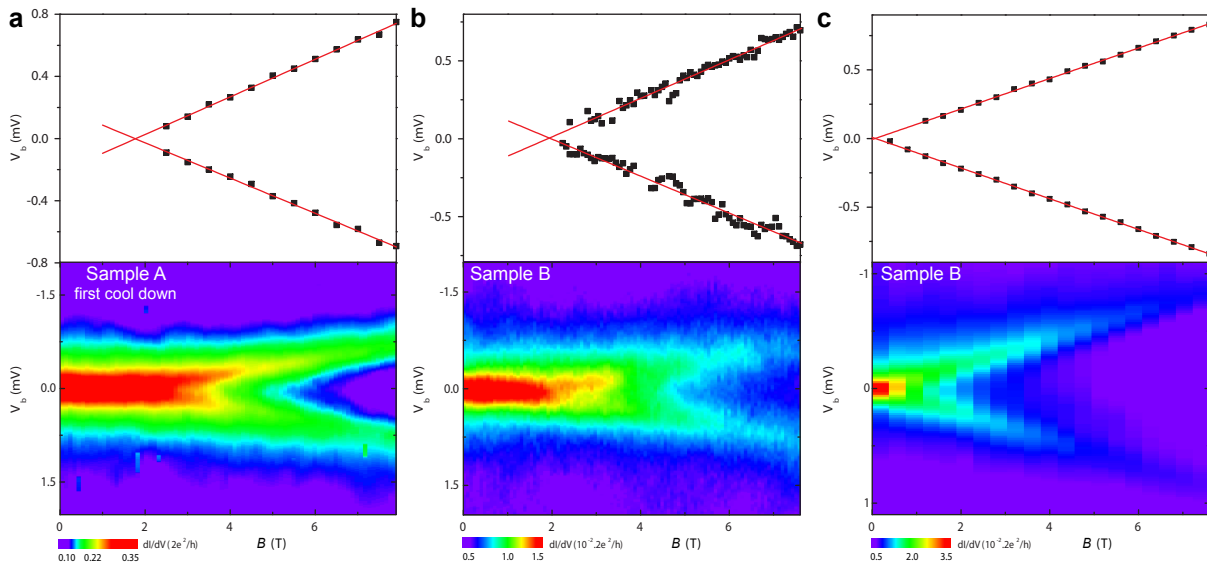 a
0.8
0.4
0.0
-0.4
-0.8
V_b (mV)
Sample A
first cool down
-1.5
0.0
1.5
V_b (mV)
0 2 4 6
B (T)
dI/dV (2e²/h)
0.10 0.22 0.35
b
0.5
0.0
-0.5
V_b (mV)
Sample B
-1.5
0.0
1.5
V_b (mV)
0 2 4 6
B (T)
dI/dV (10⁻².2e²/h)
0.5 1.0 1.5
c
0.5
0.0
-0.5
V_b (mV)
Sample B
-1
0
1
V_b (mV)
0 2 4 6
B (T)
dI/dV (10⁻².2e²/h)
0.5 2.0 3.5